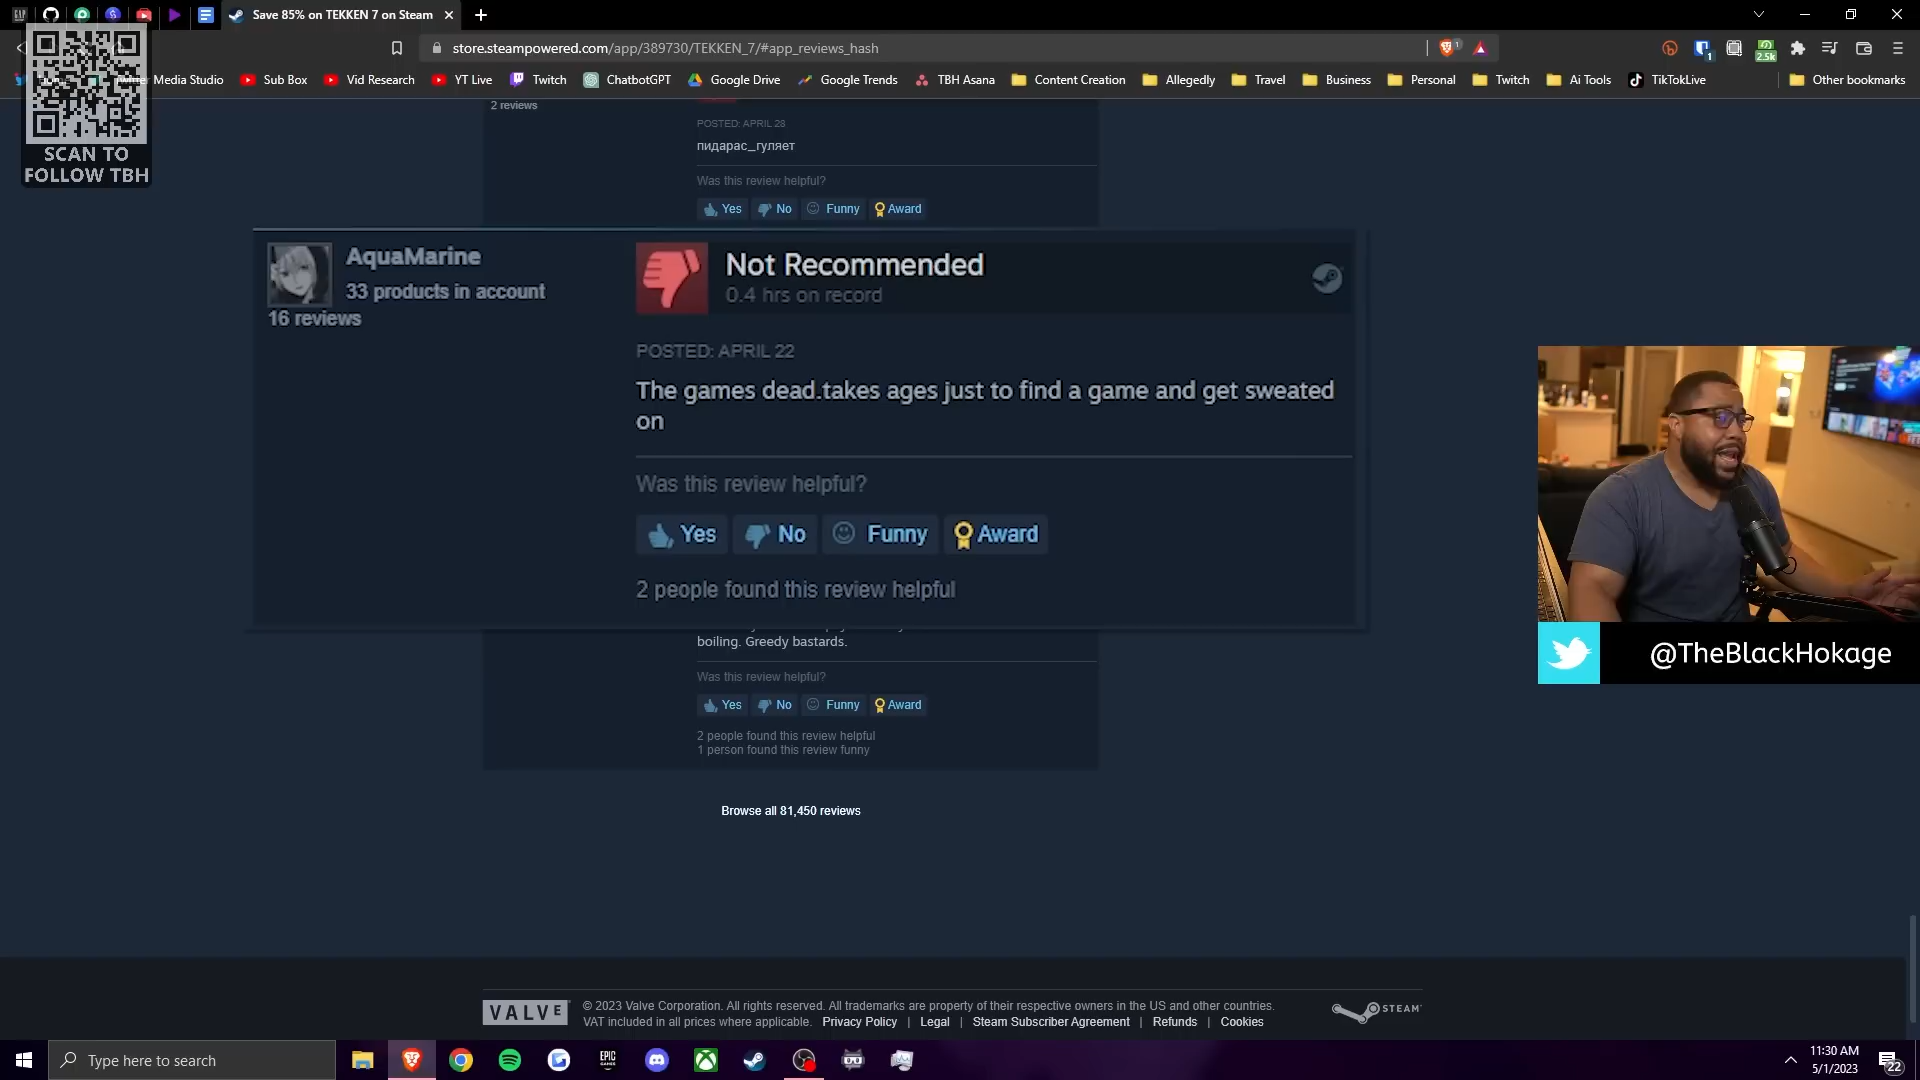 Save 85% on TEKKEN 7 on Steam
store.steampowered.com/app/389730/TEKKEN_7/#app_reviews_hash
1
1
2.5k
Media Studio
Sub Box
Vid Research
YT Live
Twitch
ChatbotGPT
Google Drive
Google Trends
TBH Asana
Content Creation
Allegedly
Travel
Business
Personal
Twitch
Ai Tools
TikTokLive
Other bookmarks
SCAN TO
FOLLOW TBH
2 reviews
POSTED: APRIL 28
пидарас_гуляет
Was this review helpful?
Yes No Funny Award
AquaMarine
33 products in account
16 reviews
Not Recommended
0.4 hrs on record
POSTED: APRIL 22
The games dead.takes ages just to find a game and get sweated
on
Was this review helpful?
Yes No Funny Award
2 people found this review helpful
boiling. Greedy bastards.
Was this review helpful?
Yes No Funny Award
2 people found this review helpful
1 person found this review funny
Browse all 81,450 reviews
@TheBlackHokage
VALVE
© 2023 Valve Corporation. All rights reserved. All trademarks are property of their respective owners in the US and other countries.
VAT included in all prices where applicable. Privacy Policy | Legal | Steam Subscriber Agreement | Refunds | Cookies
STEAM
Type here to search
EPIC
GAMES
11:30 AM
5/1/2023
22